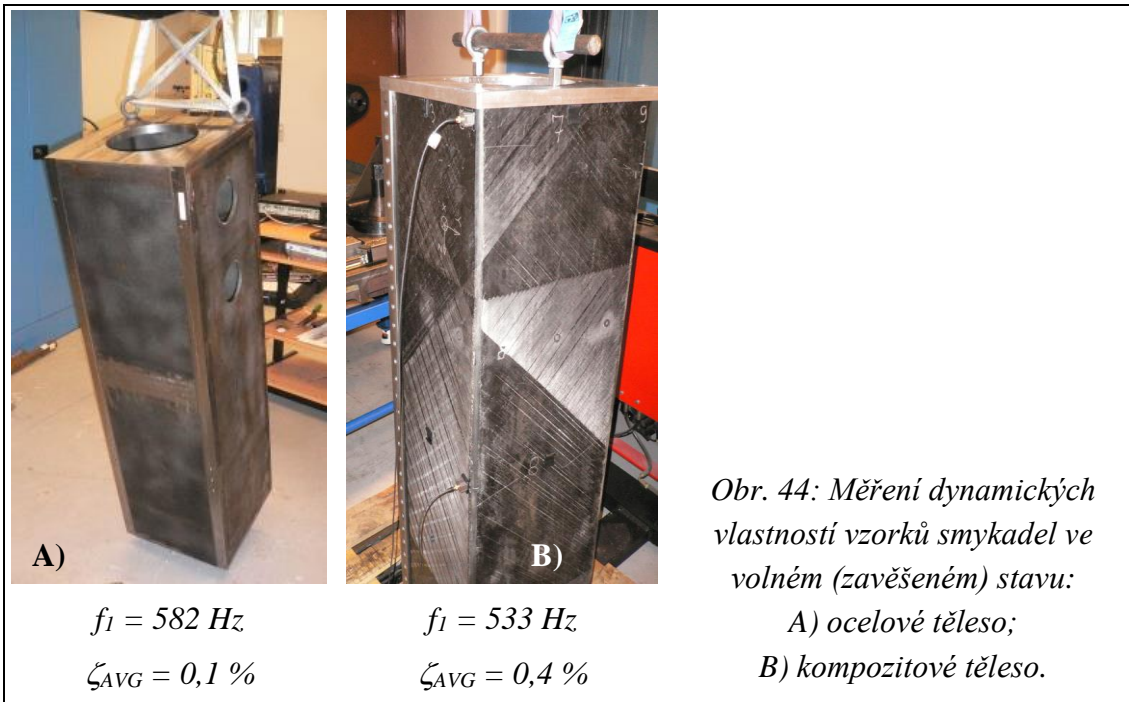 A)
B)
f1 = 582 Hz
ζAVG = 0,1 %
f1 = 533 Hz
ζAVG = 0,4 %
Obr. 44: Měření dynamických
vlastností vzorků smykadel ve
volném (zavěšeném) stavu:
A) ocelové těleso;
B) kompozitové těleso.